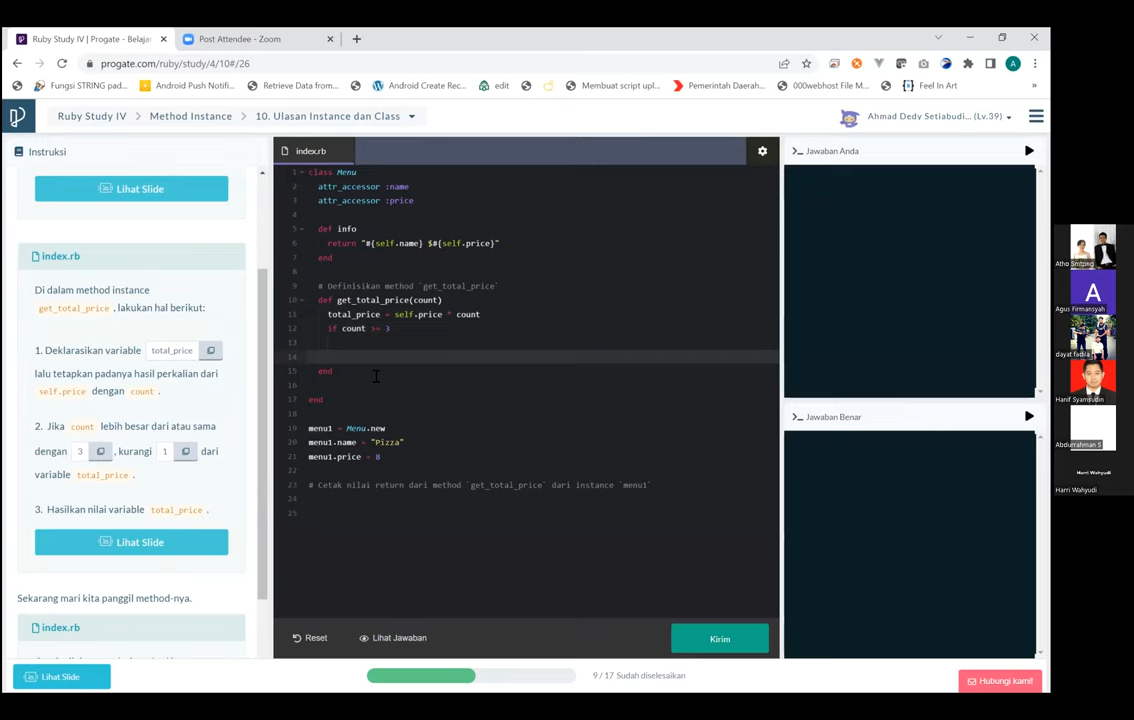 Ruby Study IV | Progate - Belaja
Post Attendee - Zoom
progate.com/ruby/study/4/10#/26
Fungsi STRING pad...
Android Push Notifi...
Retrieve Data from...
Android Create Rec...
edit
Membuat script upl...
Pemerintah Daerah...
000webhost File M...
Feel In Art
Ruby Study IV
Method Instance
10. Ulasan Instance dan Class
Ahmad Dedy Setiabudi... (Lv.39)
Instruksi
Lihat Slide
index.rb
Di dalam method instance
get_total_price , lakukan hal berikut:
1. Deklarasikan variable total_price
lalu tetapkan padanya hasil perkalian dari
self.price dengan count .
2. Jika count lebih besar dari atau sama
dengan 3 , kurangi 1 dari
variable total_price .
3. Hasilkan nilai variable total_price .
Lihat Slide
Sekarang mari kita panggil method-nya.
index.rb
Lihat Slide
index.rb
1 class Menu
2 attr_accessor :name
3 attr_accessor :price
4
5 def info
6 return "#{self.name} $#{self.price}"
7 end
8
9 # Definisikan method `get_total_price`
10 def get_total_price(count)
11 total_price = self.price * count
12 if count >= 3
13
14
15 end
16
17 end
18
19 menu1 = Menu.new
20 menu1.name = "Pizza"
21 menu1.price = 8
22
23 # Cetak nilai return dari method `get_total_price` dari instance `menu1`
24
25
Reset
Lihat Jawaban
Kirim
9 / 17 Sudah diselesaikan
Jawaban Anda
Jawaban Benar
Hubungi kami!
A
Agus Firmansyah
dayat fadila
Hanif Syamsudin
Abdurrahman S
Harri Wahyudi
Harri Wahyudi